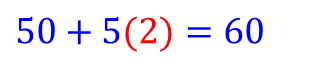 50 + 5(2) = 60